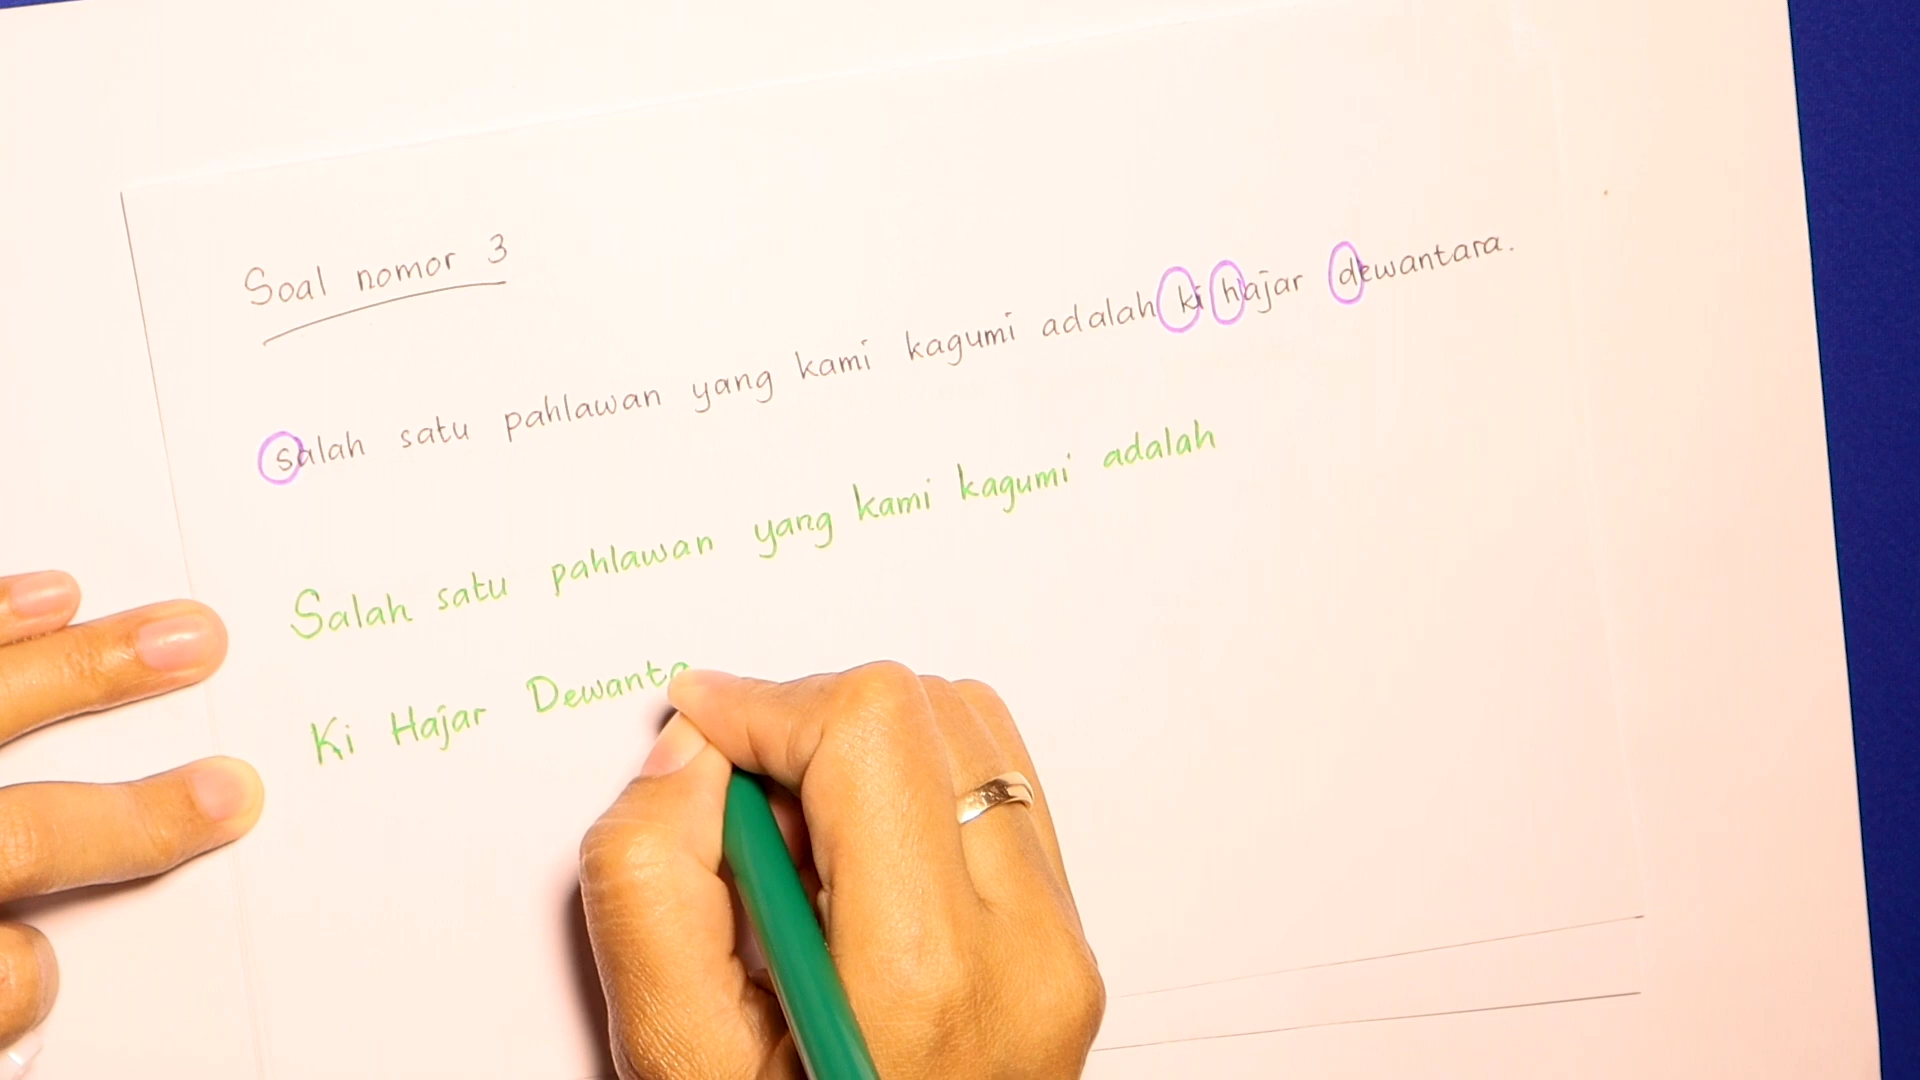 Soal nomor 3
salah satu pahlawan yang kami kagumi adalah ki hajar dewantara.
Salah satu pahlawan yang kami kagumi adalah
Ki Hajar Dewanta